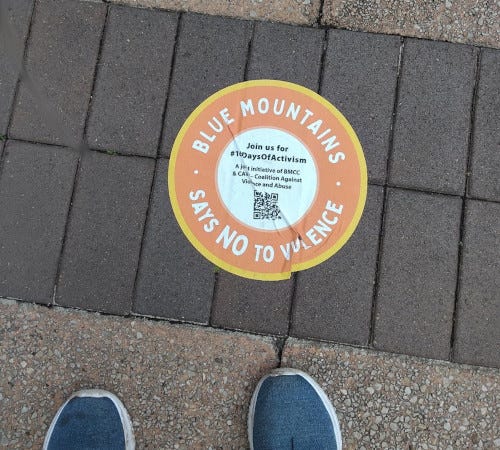 BLUE MOUNTAINS
Join us for
#16DaysOfActivism
A joint initiative of BMCC
& CAVA - Coalition Against
Violence and Abuse
SAYS NO TO VIOLENCE